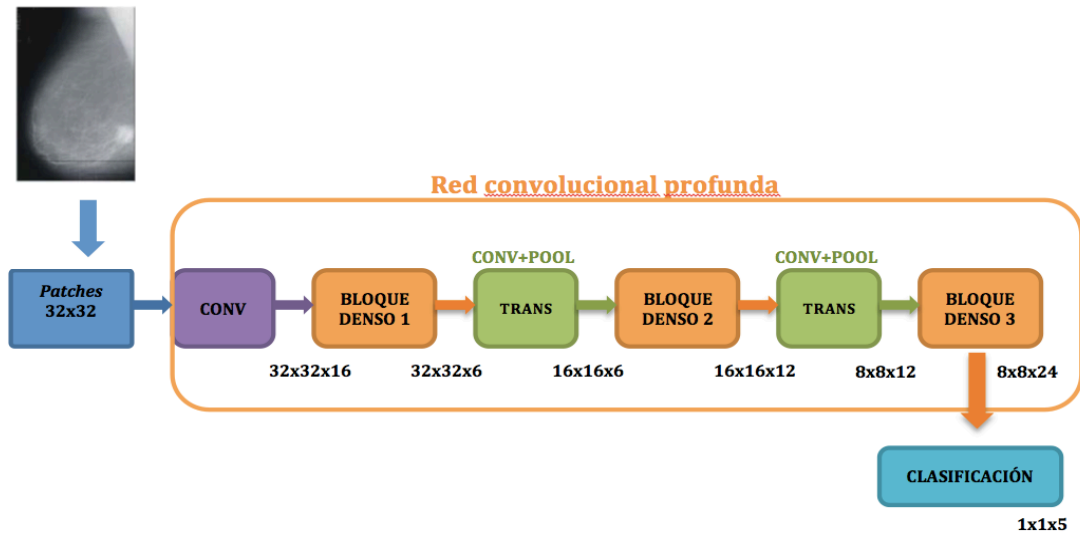 Red convolucional profunda
CONV+POOL
CONV+POOL
Patches
32x32
CONV
BLOQUE
DENSO 1
TRANS
BLOQUE
DENSO 2
TRANS
BLOQUE
DENSO 3
32x32x16
32x32x6
16x16x6
16x16x12
8x8x12
8x8x24
CLASIFICACIÓN
1x1x5